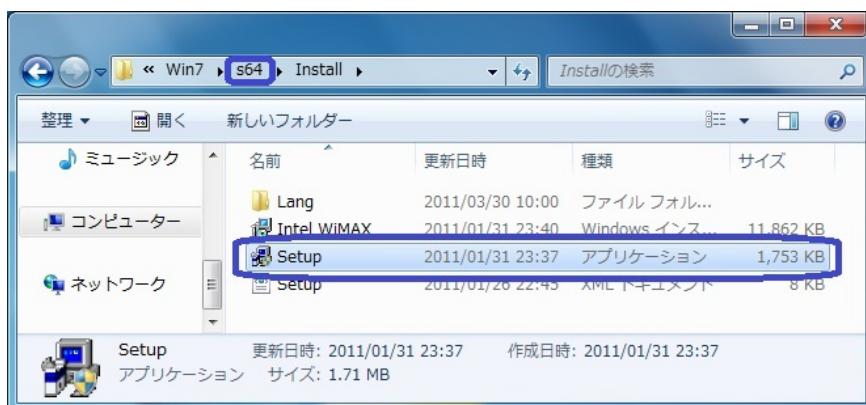 « Win7 ▸ s64 ▸ Install ▸ Installの検索
整理 ▼ 開く 新しいフォルダー
名前 更新日時 種類 サイズ
ミュージック
コンピューター
ネットワーク
Lang 2011/03/30 10:00 ファイル フォル...
Intel WiMAX 2011/01/31 23:40 Windows インス... 11,862 KB
Setup 2011/01/31 23:37 アプリケーション 1,753 KB
Setup 2011/01/26 22:45 XML ドキュメント 8 KB
Setup 更新日時: 2011/01/31 23:37 作成日時: 2011/01/31 23:37
アプリケーション サイズ: 1.71 MB